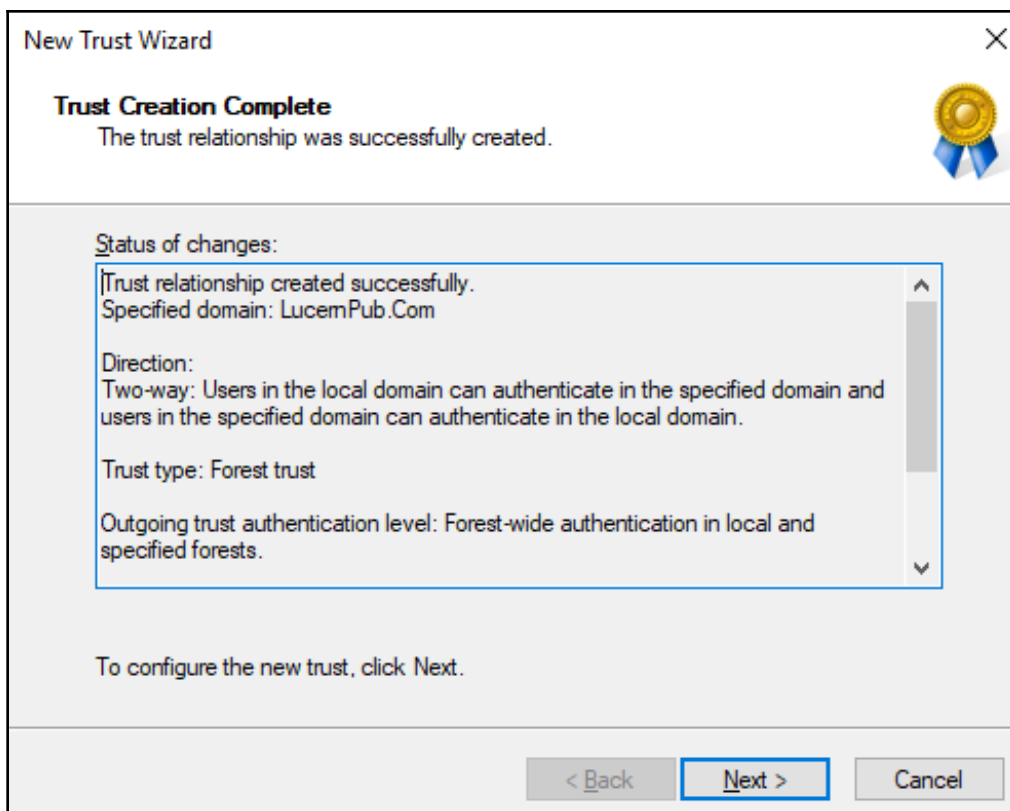 New Trust Wizard
Trust Creation Complete
The trust relationship was successfully created.
Status of changes:
Trust relationship created successfully.
Specified domain: LucernPub.Com
Direction:
Two-way: Users in the local domain can authenticate in the specified domain and
users in the specified domain can authenticate in the local domain.
Trust type: Forest trust
Outgoing trust authentication level: Forest-wide authentication in local and
specified forests.
To configure the new trust, click Next.
< Back
Next >
Cancel